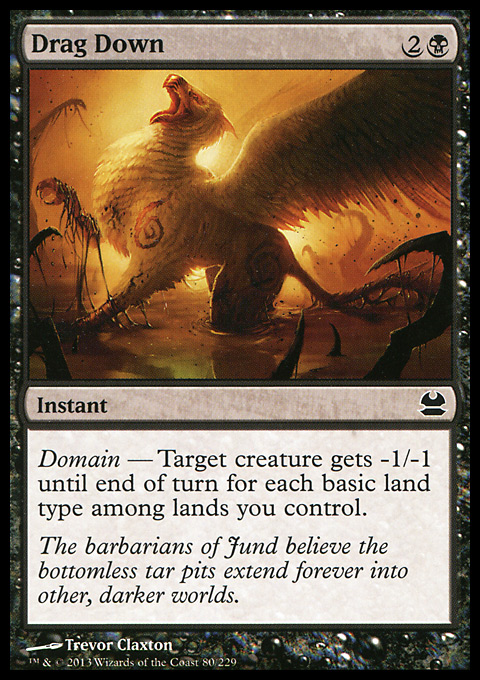 Drag Down
2
Instant
Domain — Target creature gets -1/-1
until end of turn for each basic land
type among lands you control.
The barbarians of Jund believe the
bottomless tar pits extend forever into
other, darker worlds.
Trevor Claxton
™ & © 2013 Wizards of the Coast 80/229